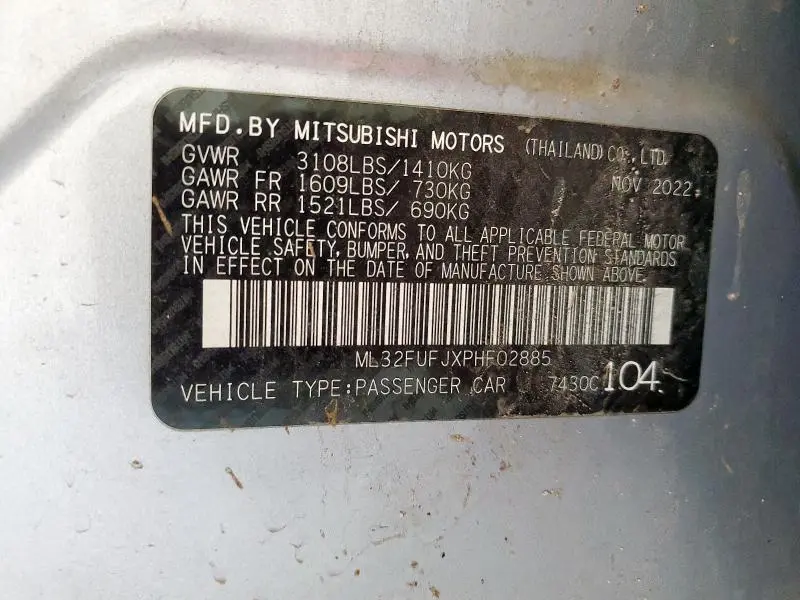 MFD.BY MITSUBISHI MOTORS (THAILAND) CO., LTD.
GVWR 3108LBS/1410KG NOV 2022
GAWR FR 1609LBS/ 730KG
GAWR RR 1521LBS/ 690KG
THIS VEHICLE CONFORMS TO ALL APPLICABLE FEDERAL MOTOR
VEHICLE SAFETY, BUMPER, AND THEFT PREVENTION STANDARDS
IN EFFECT ON THE DATE OF MANUFACTURE SHOWN ABOVE.
ML32FUFJXPHF02885
VEHICLE TYPE:PASSENGER CAR 7430C 104